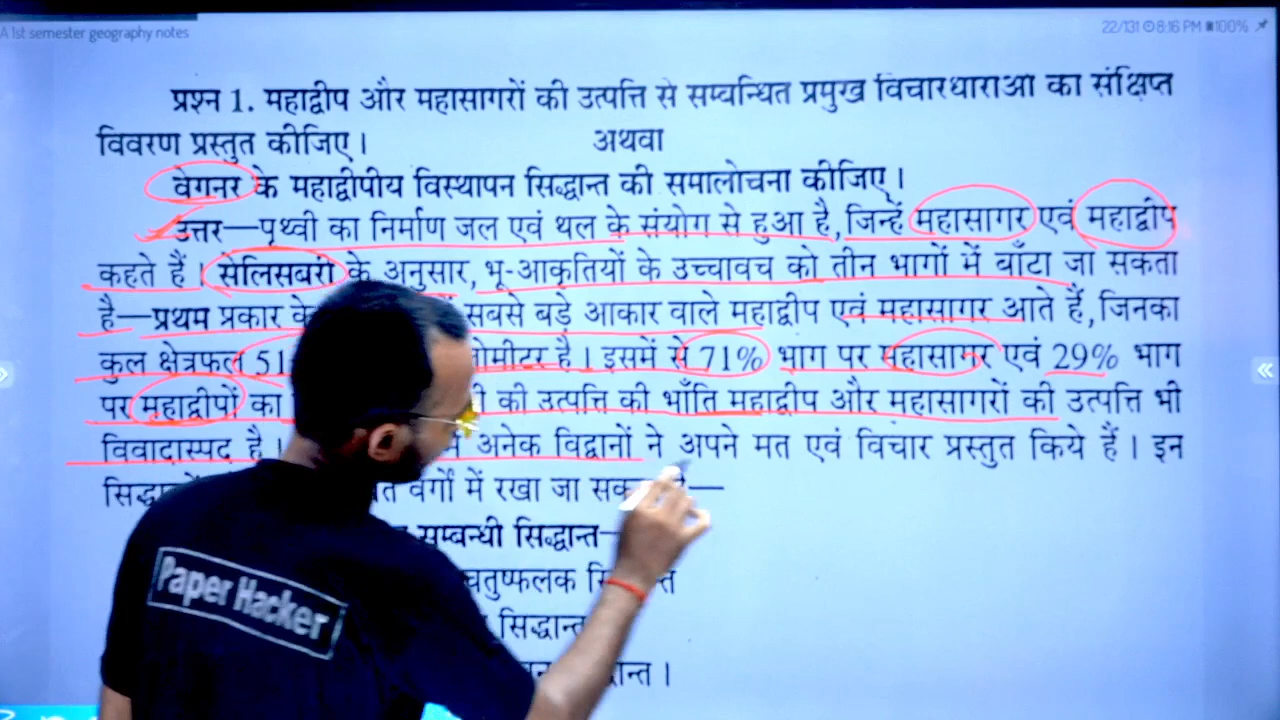 A 1st semester geography notes
22/131 8:16 PM 100%
प्रश्न 1. महाद्वीप और महासागरों की उत्पत्ति से सम्बन्धित प्रमुख विचारधाराओं का संक्षिप्त
विवरण प्रस्तुत कीजिए।
अथवा
वेगनर के महाद्वीपीय विस्थापन सिद्धान्त की समालोचना कीजिए।
उत्तर—पृथ्वी का निर्माण जल एवं थल के संयोग से हुआ है, जिन्हें महासागर एवं महाद्वीप
कहते हैं। सेलिसबरी के अनुसार, भू-आकृतियों के उच्चावच को तीन भागों में बाँटा जा सकता
है—प्रथम प्रकार सबसे बड़े आकार वाले महाद्वीप एवं महासागर आते हैं, जिनका
कुल क्षेत्रफल है। इसमें से 71% भाग पर महासागर एवं 29% भाग
पर महाद्वीपों का की उत्पत्ति की भाँति महाद्वीप और महासागरों की उत्पत्ति भी
विवादास्पद है। अनेक विद्वानों ने अपने मत एवं विचार प्रस्तुत किये हैं। इन
वर्गों में रखा जा
सम्बन्धी सिद्धान्त—
चतुष्फलक
सिद्धान्त
Paper Hacker